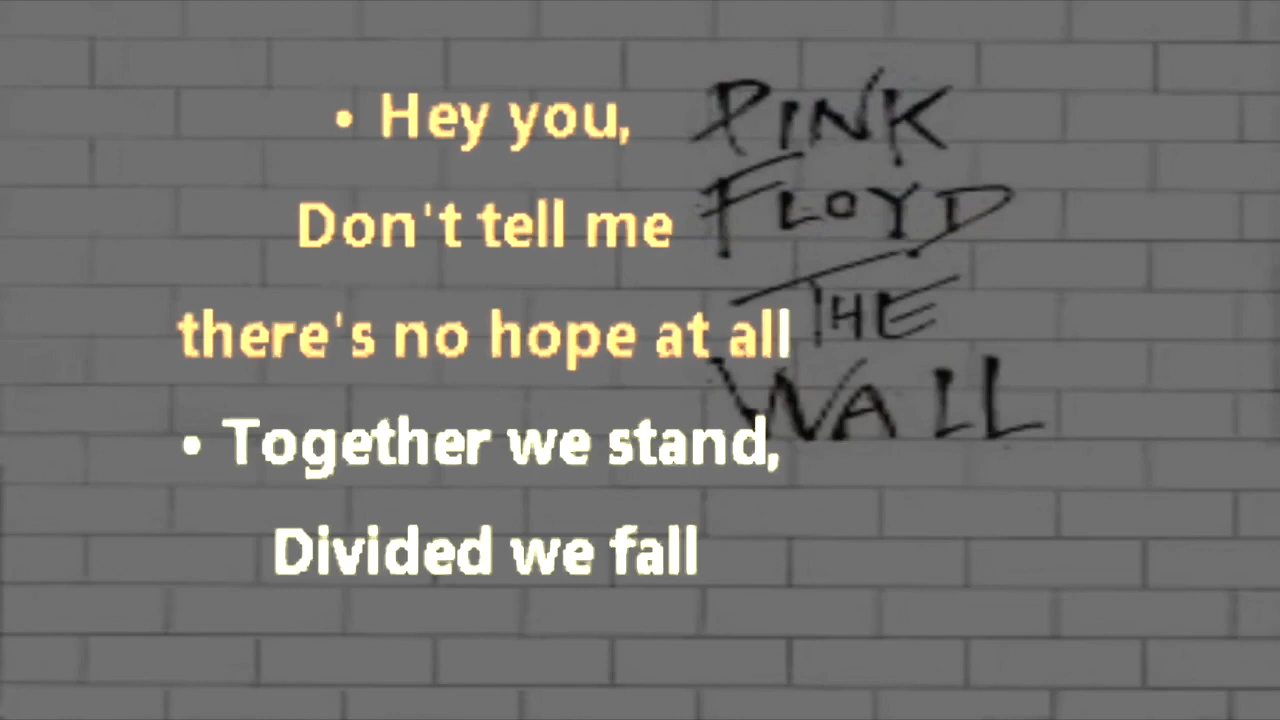 • Hey you,
Don't tell me
there's no hope at all
• Together we stand,
Divided we fall
PINK
FLOYD
THE
WALL